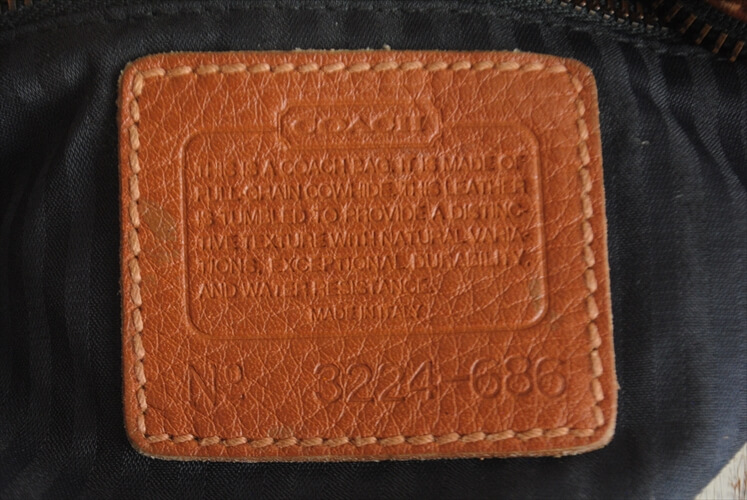 COACH
THIS IS A COACH BAG. IT IS MADE OF
FULL GRAIN COWHIDE. THIS LEATHER
IS TUMBLED TO PROVIDE A DISTINC-
TIVE TEXTURE WITH NATURAL VARIA-
TIONS, EXCEPTIONAL DURABILITY,
AND WATER RESISTANCE.
MADE IN ITALY
No. 3224-686